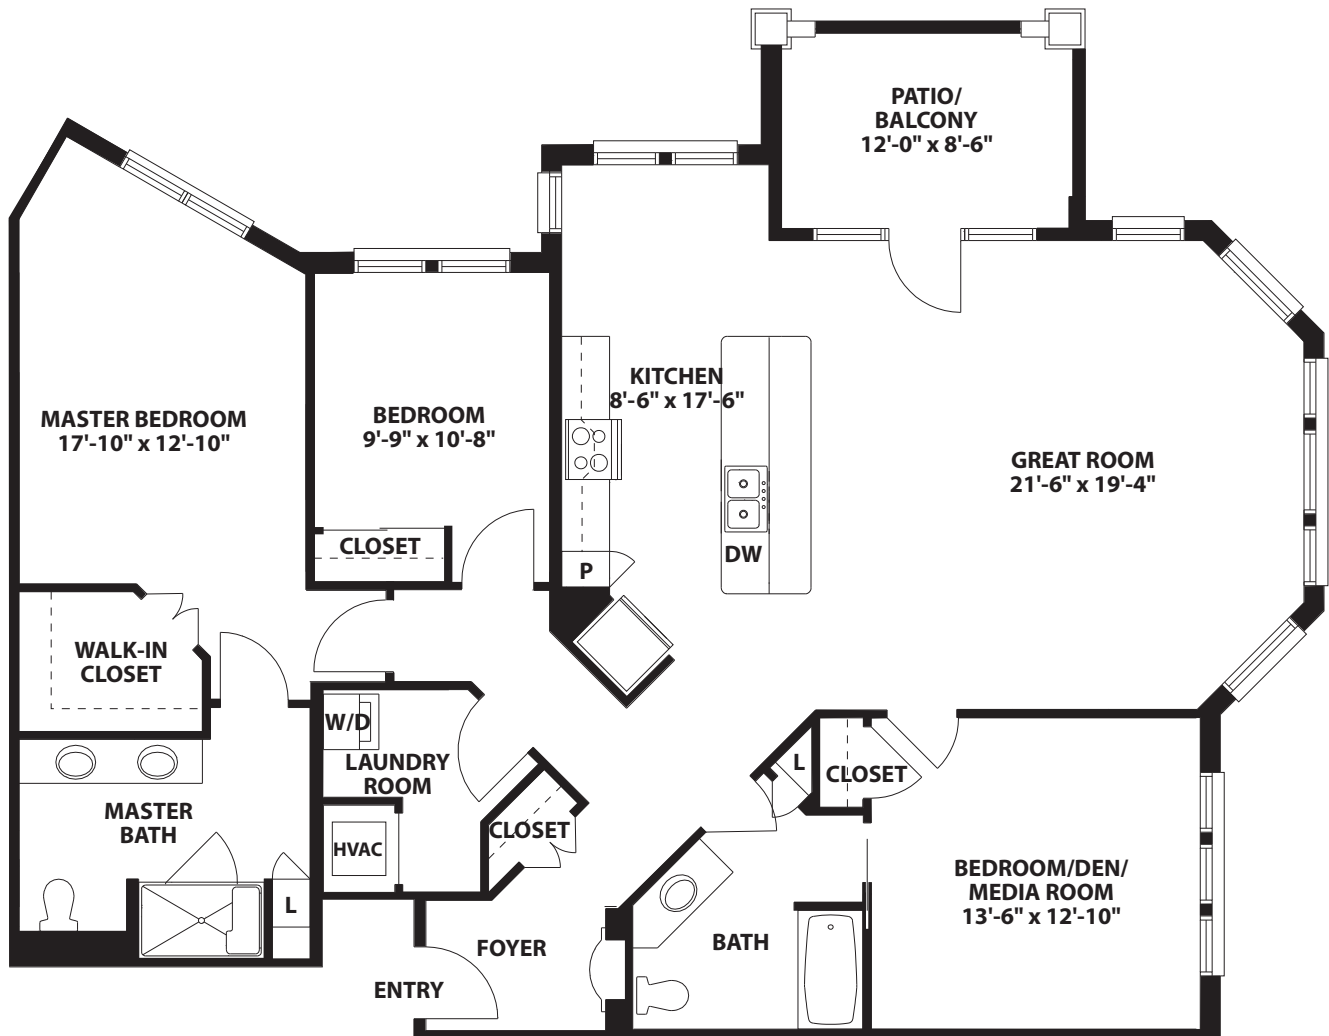 PATIO/
BALCONY
12'-0" x 8'-6"
KITCHEN
8'-6" x 17'-6"
MASTER BEDROOM
17'-10" x 12'-10"
BEDROOM
9'-9" x 10'-8"
GREAT ROOM
21'-6" x 19'-4"
CLOSET
DW
P
WALK-IN
CLOSET
W/D
LAUNDRY
ROOM
L
CLOSET
MASTER
BATH
CLOSET
HVAC
BEDROOM/DEN/
MEDIA ROOM
13'-6" x 12'-10"
L
FOYER
BATH
ENTRY